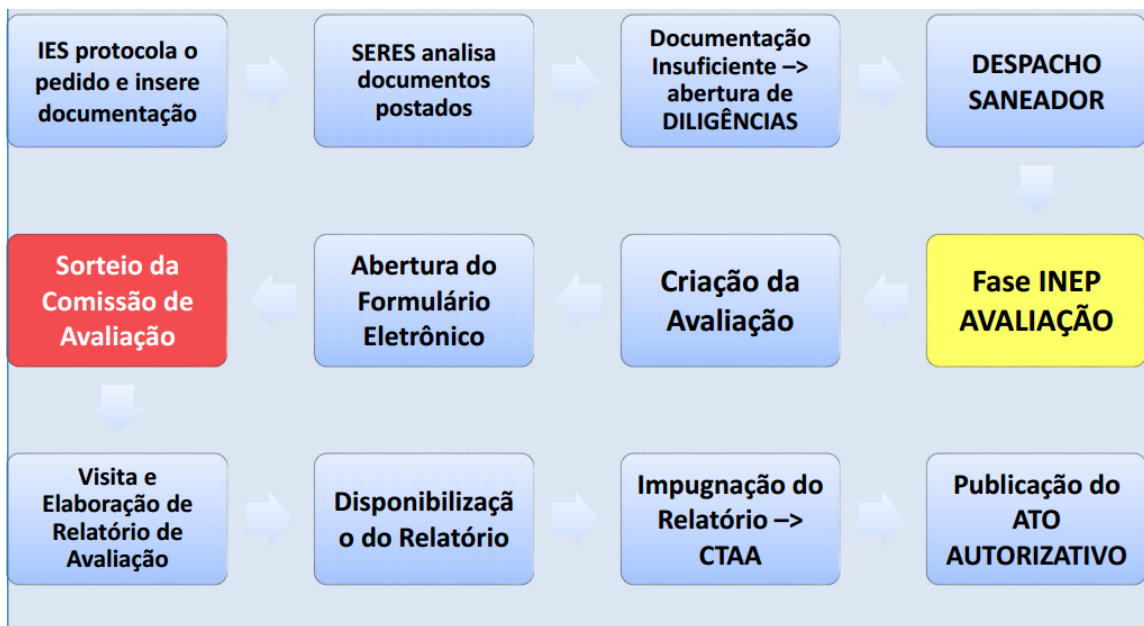 IES protocola o
pedido e insere
documentação
SERES analisa
documentos
postados
Documentação
Insuficiente –>
abertura de
DILIGÊNCIAS
DESPACHO
SANEADOR
Fase INEP
AVALIAÇÃO
Criação da
Avaliação
Abertura do
Formulário
Eletrônico
Sorteio da
Comissão de
Avaliação
Visita e
Elaboração de
Relatório de
Avaliação
Disponibilizaçã
o do Relatório
Impugnação do
Relatório –>
CTAA
Publicação do
ATO
AUTORIZATIVO